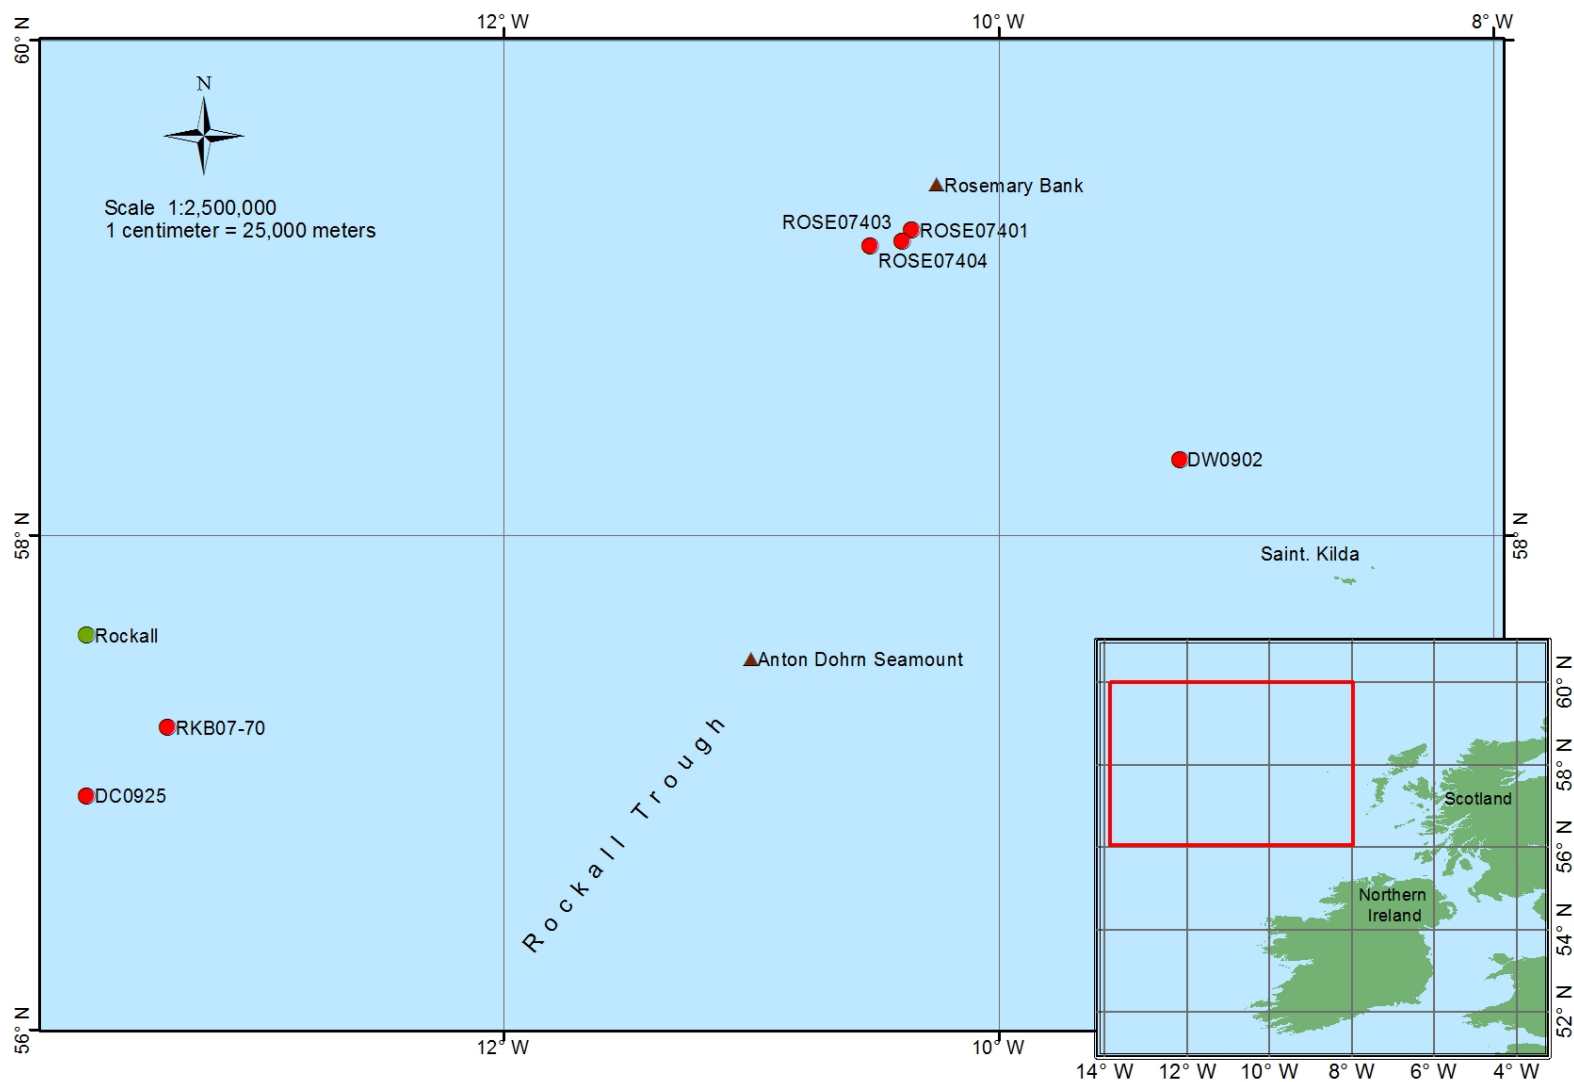 12° W
10° W
8° W
60° N
N
Scale 1:2,500,000
1 centimeter = 25,000 meters
Rosemary Bank
ROSE07403
ROSE07401
ROSE07404
DW0902
58° N
58° N
Saint. Kilda
Rockall
Anton Dohrn Seamount
RKB07-70
DC0925
Rockall Trough
56° N
12° W
10° W
60° N
58° N
Scotland
56° N
Northern
Ireland
54° N
52° N
14° W
12° W
10° W
8° W
6° W
4° W